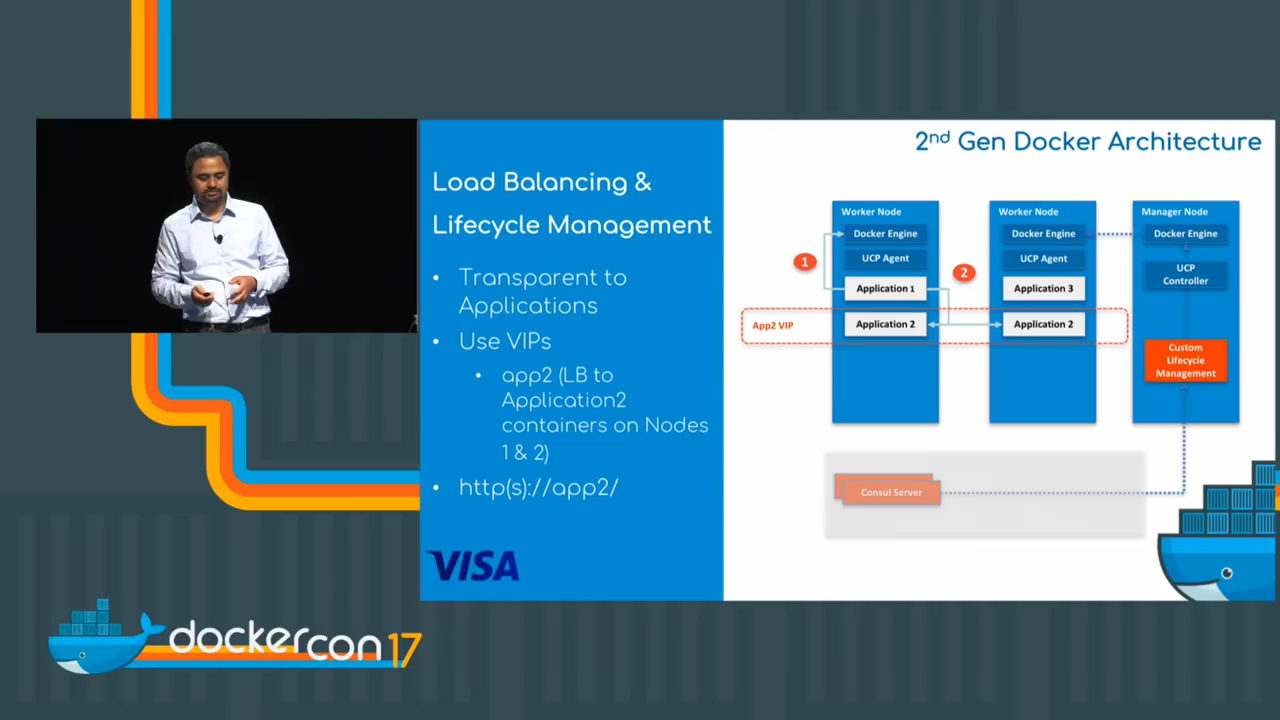 2nd Gen Docker Architecture
Load Balancing &
Lifecycle Management
• Transparent to
Applications
• Use VIPs
• app2 (LB to
Application2
containers on Nodes
1 & 2)
• http(s)://app2/
VISA
Worker Node
Docker Engine
UCP Agent
Application 1
Application 2
1
2
App2 VIP
Worker Node
Docker Engine
UCP Agent
Application 3
Application 2
Manager Node
Docker Engine
UCP
Controller
Custom
Lifecycle
Management
Consul Server
dockercon 17